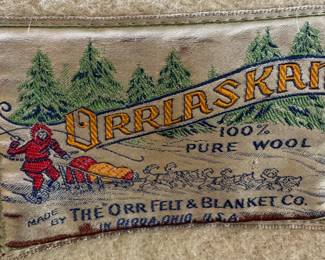 ORRLASKAN
100%
PURE WOOL
MADE BY THE ORR FELT & BLANKET CO.
IN PIQUA, OHIO, U.S.A.